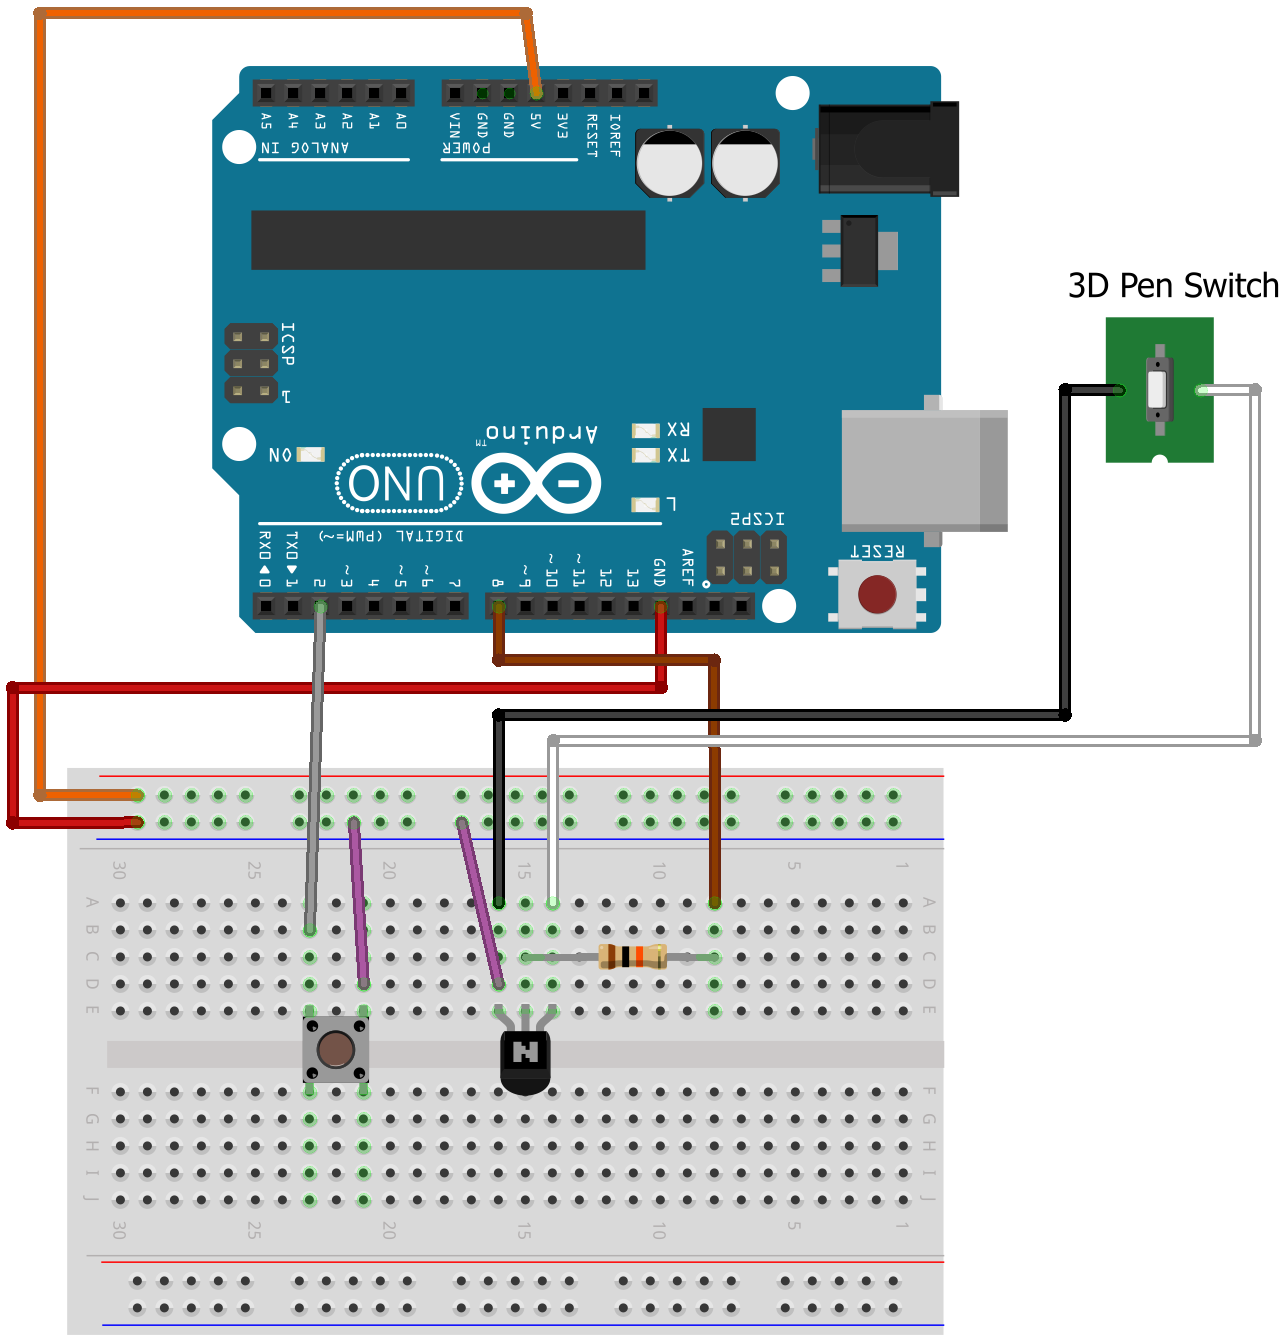 A5 A4 A3 A2 A1 A0
VIN GND GND 5V 3V3 RESET IOREF
ANALOG IN
POWER
3D Pen Switch
ICSP
1
Arduino™
RX
TX
ON
UNO
L
DIGITAL (PWM=~)
ICSP2
RX0 0 TX0 1 2 ~3 4 ~5 ~6 7
8 ~9 ~10 ~11 12 13 GND AREF
RESET
30 25 20 15 10 5 1
A A
B B
C C
D D
E E
N
F F
G G
H H
I I
J J
30 25 20 15 10 5 1